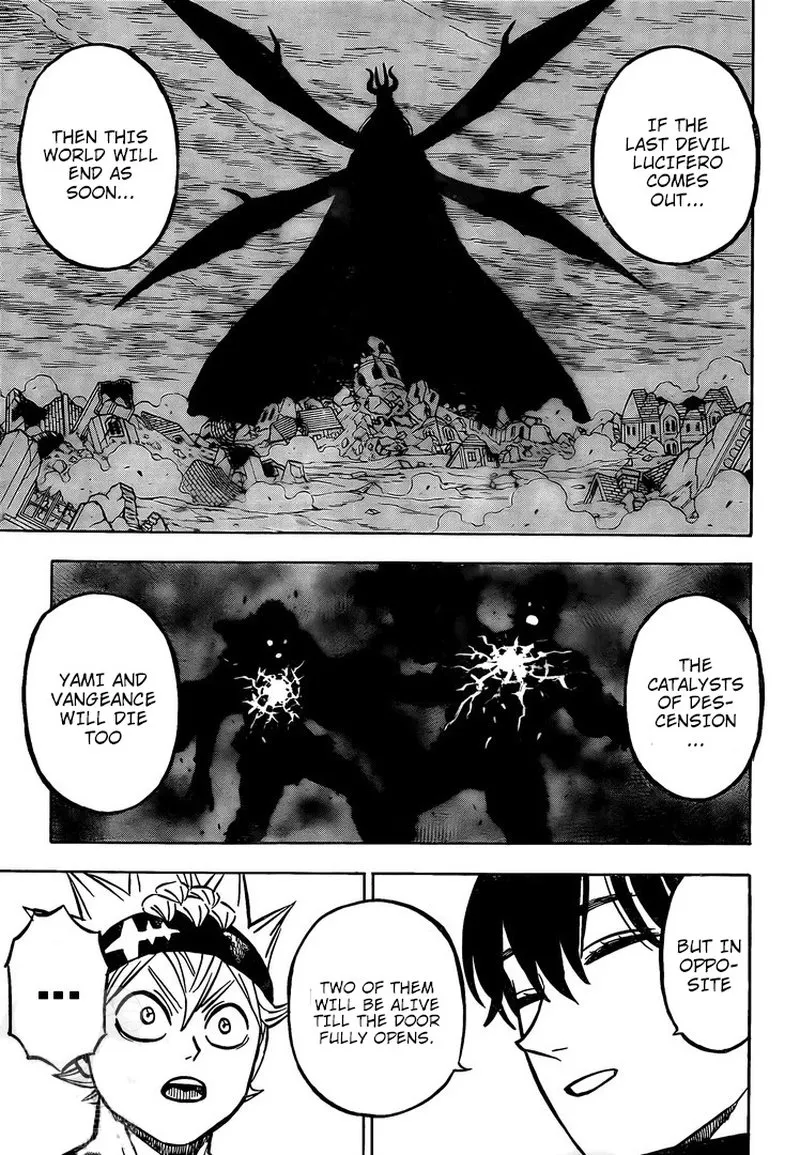 IF THE
LAST DEVIL
LUCIFERO
COMES
OUT...
THEN THIS
WORLD WILL
END AS
SOON...
THE
CATALYSTS
OF DES-
CENSION
...
YAMI AND
VANGEANCE
WILL DIE
TOO
BUT IN
OPPO-
SITE
TWO OF THEM
WILL BE ALIVE
TILL THE DOOR
FULLY OPENS.
...